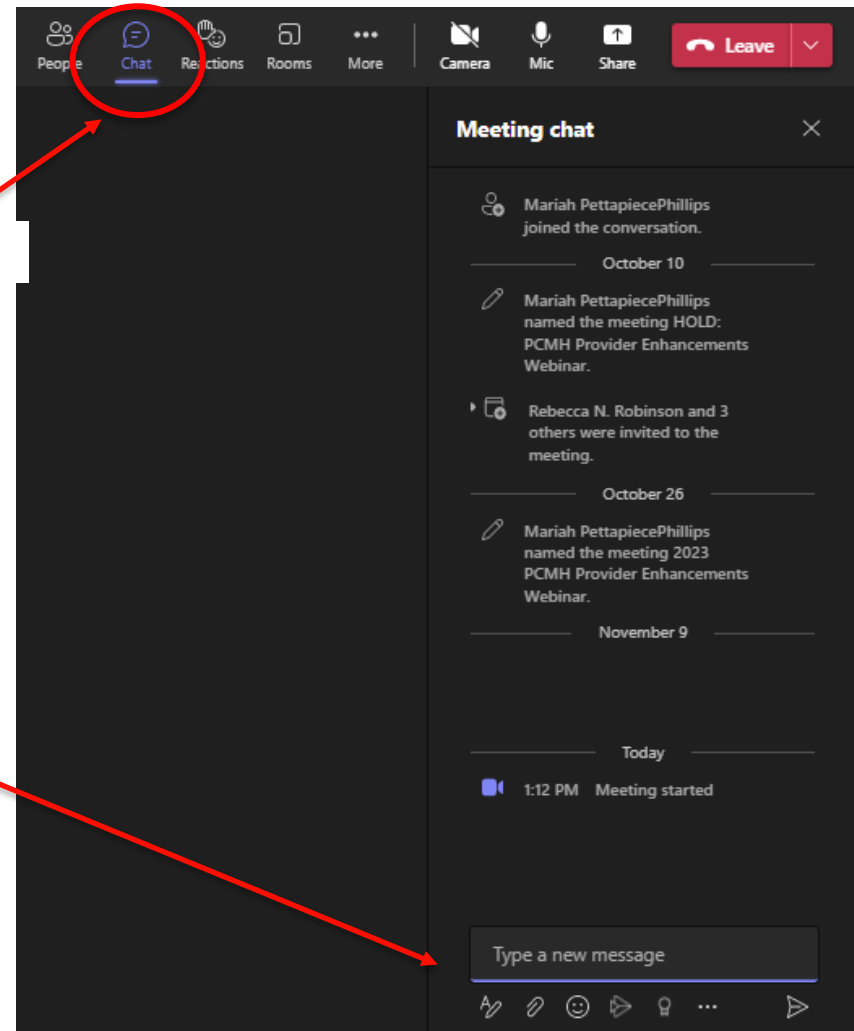 People Chat Reactions Rooms More Camera Mic Share Leave
Meeting chat
Mariah PettapiecePhillips
joined the conversation.
October 10
Mariah PettapiecePhillips
named the meeting HOLD:
PCMH Provider Enhancements
Webinar.
Rebecca N. Robinson and 3
others were invited to the
meeting.
October 26
Mariah PettapiecePhillips
named the meeting 2023
PCMH Provider Enhancements
Webinar.
November 9
Today
1:12 PM Meeting started
Type a new message